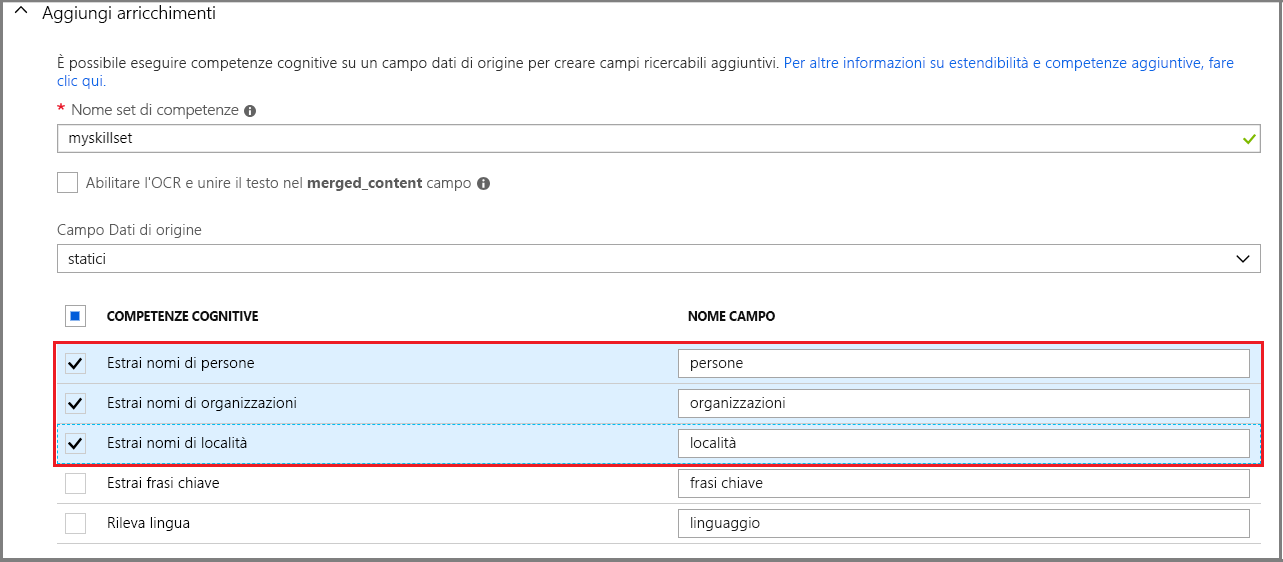 Aggiungi arricchimenti
È possibile eseguire competenze cognitive su un campo dati di origine per creare campi ricercabili aggiuntivi. Per altre informazioni su estendibilità e competenze aggiuntive, fare
clic qui.
* Nome set di competenze
myskillset
Abilitare l'OCR e unire il testo nel merged_content campo
Campo Dati di origine
statici
COMPETENZE COGNITIVE NOME CAMPO
Estrai nomi di persone persone
Estrai nomi di organizzazioni organizzazioni
Estrai nomi di località località
Estrai frasi chiave frasi chiave
Rileva lingua linguaggio